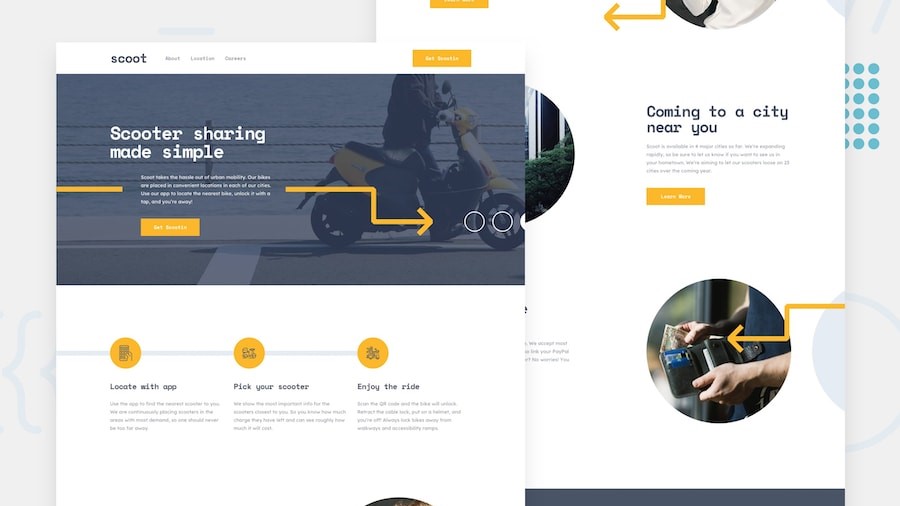 scoot
About
Location
Careers
Get Scootin
Scooter sharing
made simple
Scoot takes the hassle out of urban mobility. Our bikes
are placed in convenient locations in each of our cities.
Use our app to locate the nearest bike, unlock it with a
tap, and you're away!
Get Scootin
Locate with app
Use the app to find the nearest scooter to you.
We are continuously placing scooters in the
areas with most demand, so one should never
be too far away.
Pick your scooter
We show the most important info for the
scooters closest to you. So you know how much
charge they have left and can see roughly how
much it will cost.
Enjoy the ride
Scan the QR code and the bike will unlock.
Retract the cable lock, put on a helmet, and
you're off! Always lock bikes away from
walkways and accessibility ramps.
Coming to a city
near you
Scoot is available in 4 major cities so far. We're expanding
rapidly, so be sure to let us know if you want to see us in
your hometown. We're aiming to let our scooters loose on 23
cities over the coming year.
Learn More
We accept most
link your PayPal
No worries! You